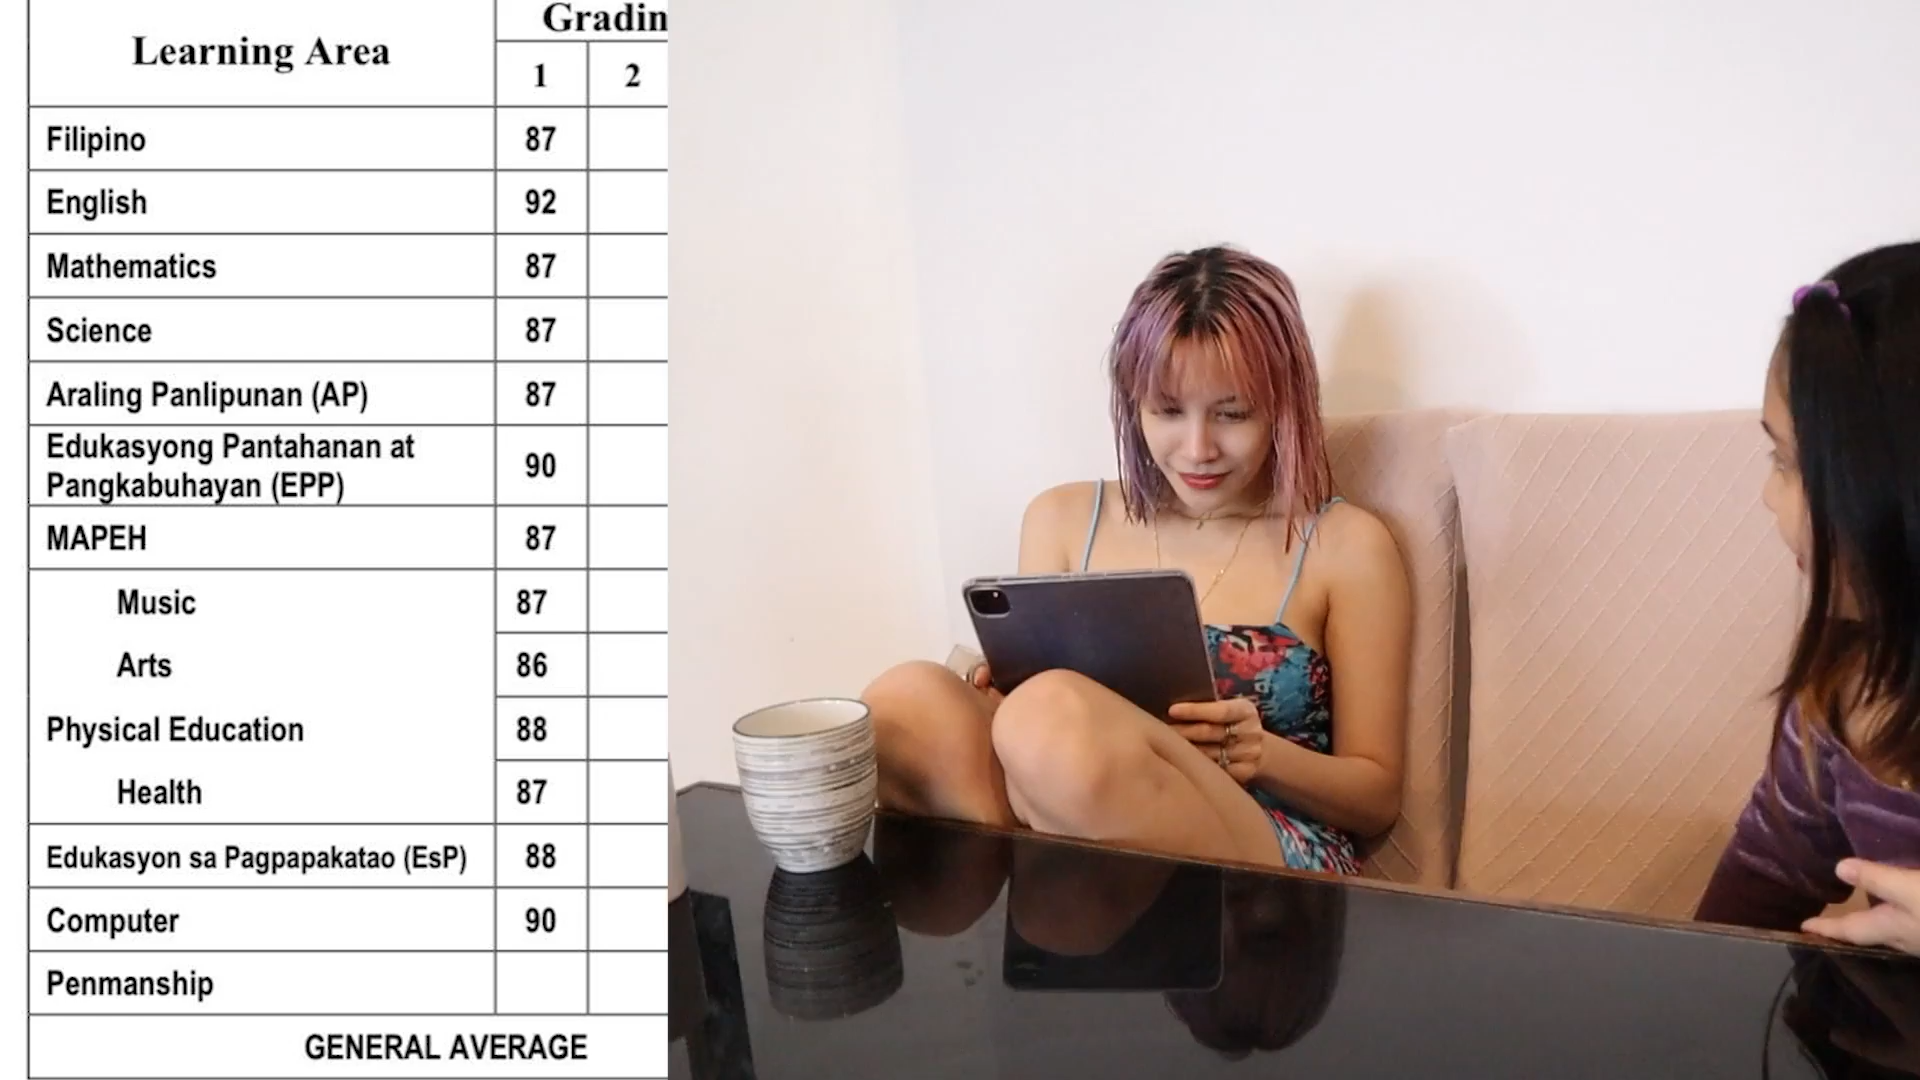 Learning Area
Gradin
1 2
Filipino 87
English 92
Mathematics 87
Science 87
Araling Panlipunan (AP) 87
Edukasyong Pantahanan at
Pangkabuhayan (EPP) 90
MAPEH 87
Music 87
Arts 86
Physical Education 88
Health 87
Edukasyon sa Pagpapakatao (EsP) 88
Computer 90
Penmanship
GENERAL AVERAGE